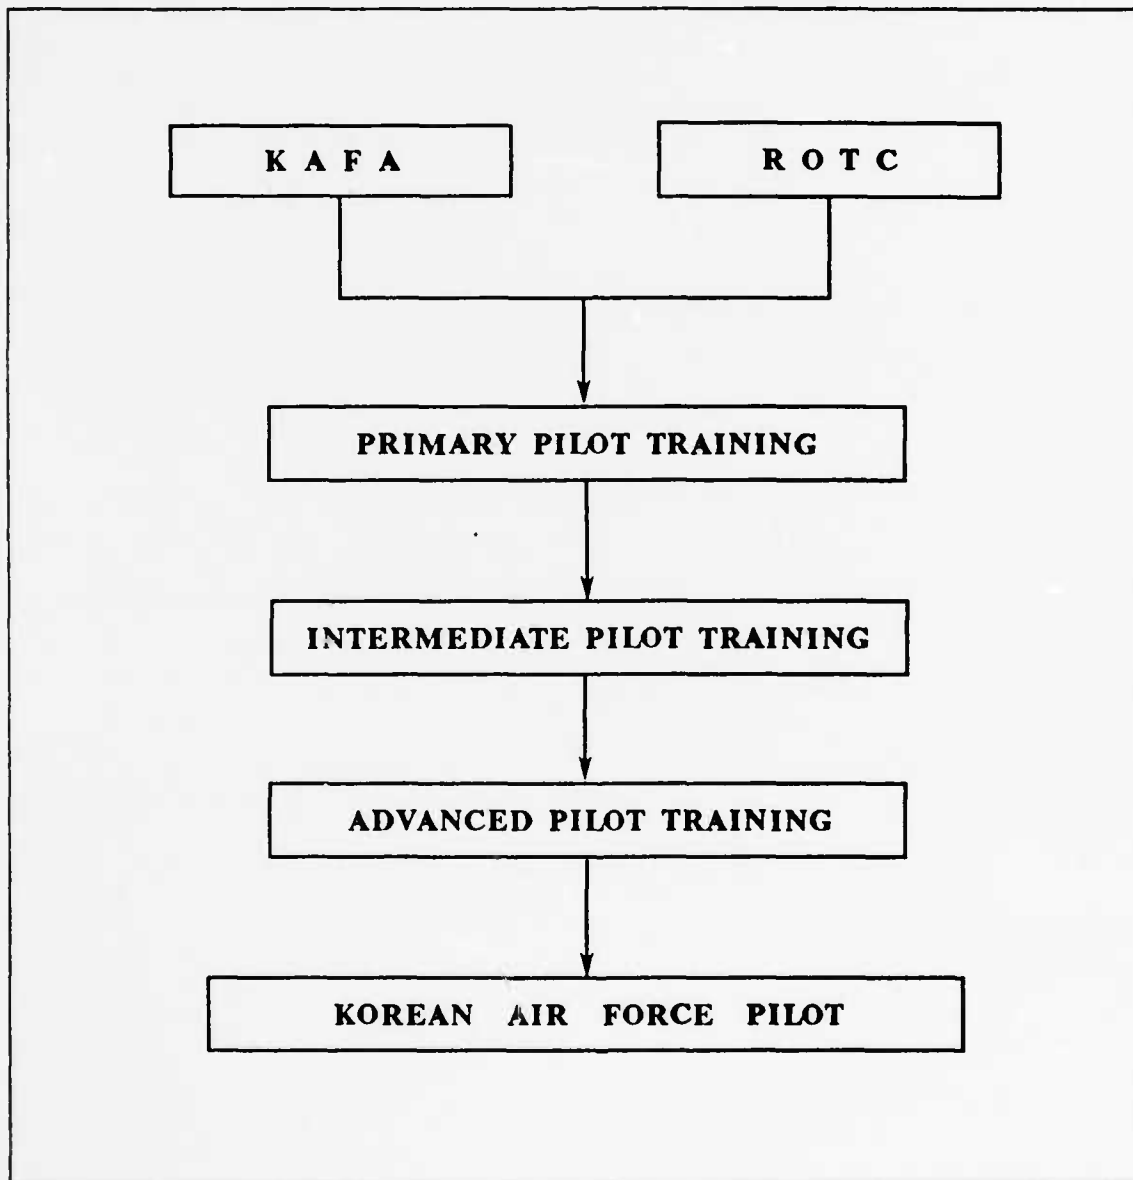 K A F A
R O T C
PRIMARY PILOT TRAINING
INTERMEDIATE PILOT TRAINING
ADVANCED PILOT TRAINING
KOREAN AIR FORCE PILOT